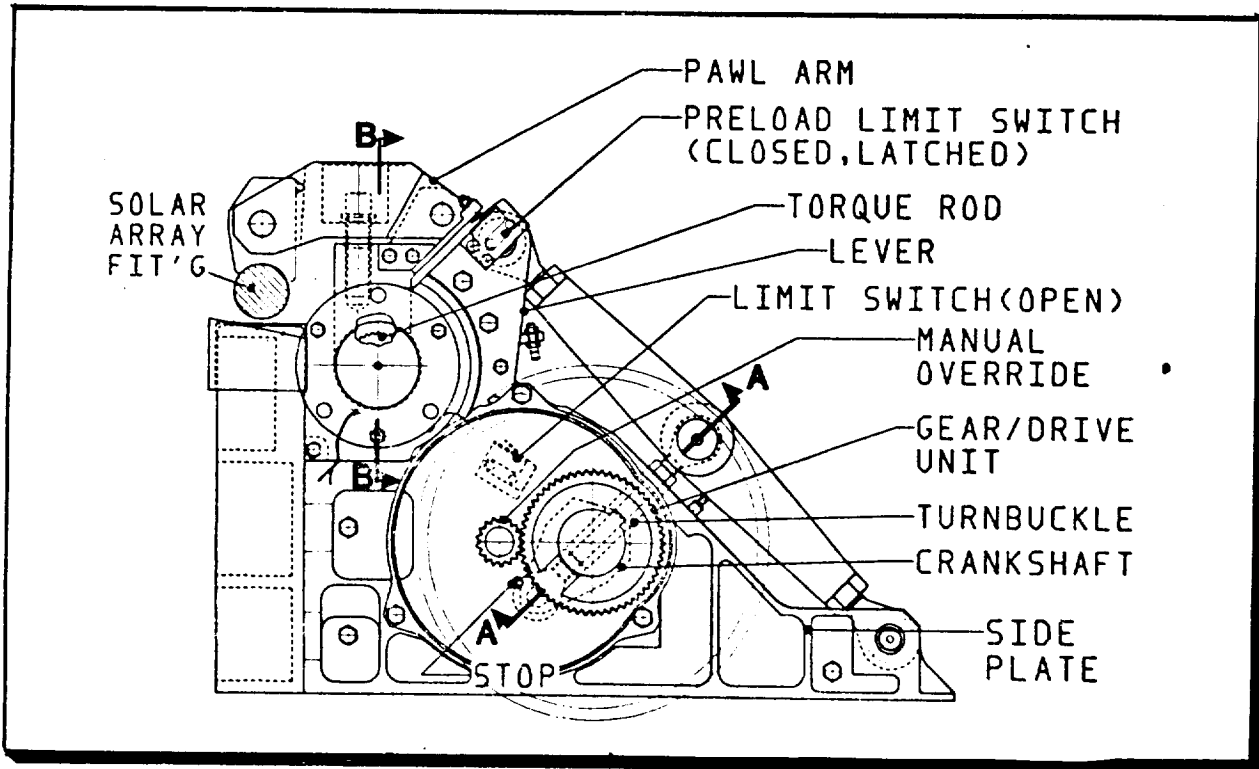 PAWL ARM
PRELOAD LIMIT SWITCH
(CLOSED,LATCHED)
B
SOLAR
ARRAY
FIT'G
TORQUE ROD
LEVER
LIMIT SWITCH(OPEN)
MANUAL
OVERRIDE
A
GEAR/DRIVE
UNIT
B
TURNBUCKLE
CRANKSHAFT
A
SIDE
PLATE
STOP